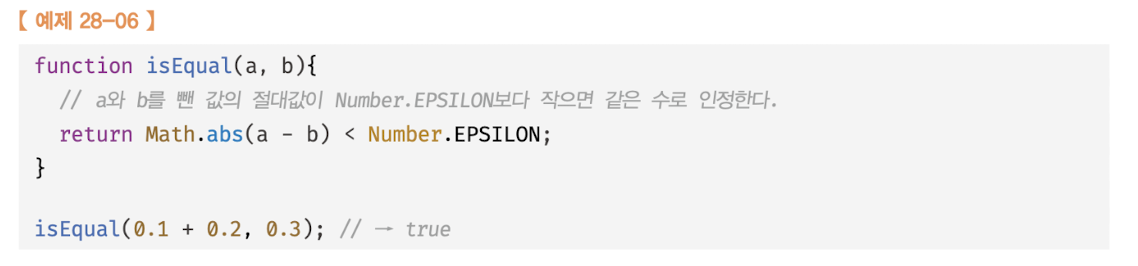 【 예제 28-06 】
function isEqual(a, b){
  // a와 b를 뺀 값의 절대값이 Number.EPSILON보다 작으면 같은 수로 인정한다.
  return Math.abs(a - b) < Number.EPSILON;
}
isEqual(0.1 + 0.2, 0.3); // → true